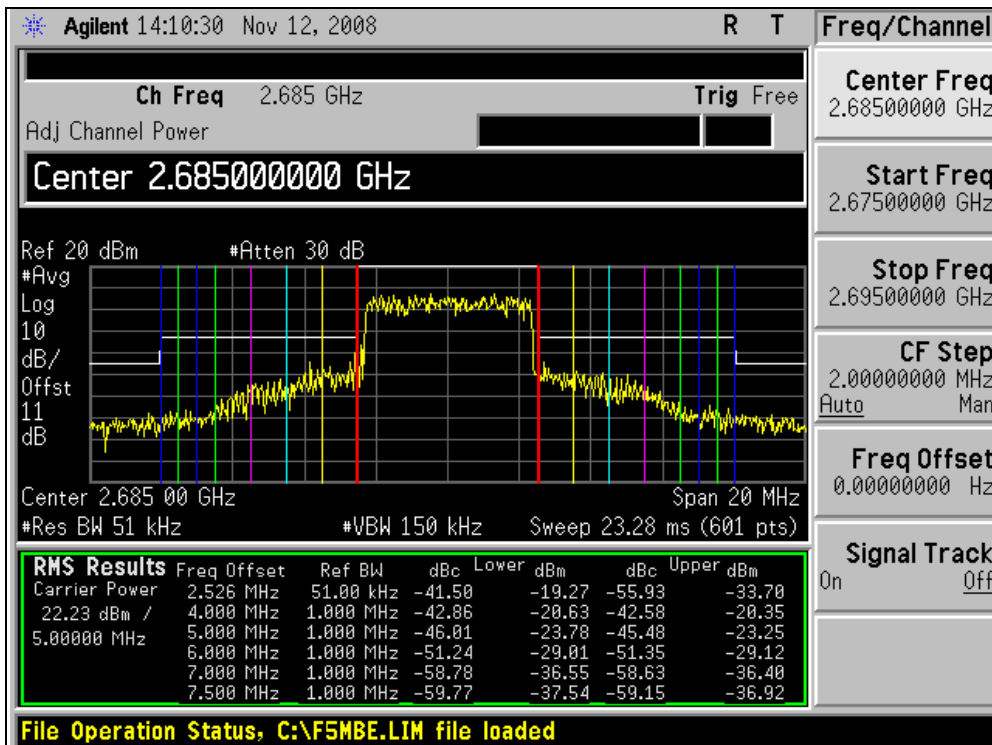 Agilent 14:10:30 Nov 12, 2008 R T
Ch Freq 2.685 GHz Trig Free
Adj Channel Power
Center 2.685000000 GHz
Ref 20 dBm #Atten 30 dB
#Avg
Log
10
dB/
Offst
11
dB
Center 2.685 00 GHz Span 20 MHz
#Res BW 51 kHz #VBW 150 kHz Sweep 23.28 ms (601 pts)
RMS Results Freq Offset Ref BW dBc Lower dBm dBc Upper dBm
Carrier Power 2.526 MHz 51.00 kHz -41.50 -19.27 -55.93 -33.70
22.23 dBm / 4.000 MHz 1.000 MHz -42.86 -20.63 -42.58 -20.35
5.00000 MHz 5.000 MHz 1.000 MHz -46.01 -23.78 -45.48 -23.25
6.000 MHz 1.000 MHz -51.24 -29.01 -51.35 -29.12
7.000 MHz 1.000 MHz -58.78 -36.55 -58.63 -36.40
7.500 MHz 1.000 MHz -59.77 -37.54 -59.15 -36.92
File Operation Status, C:\F5MBE.LIM file loaded
Freq/Channel
Center Freq
2.68500000 GHz
Start Freq
2.67500000 GHz
Stop Freq
2.69500000 GHz
CF Step
2.00000000 MHz
Auto Man
Freq Offset
0.00000000 Hz
Signal Track
On Off